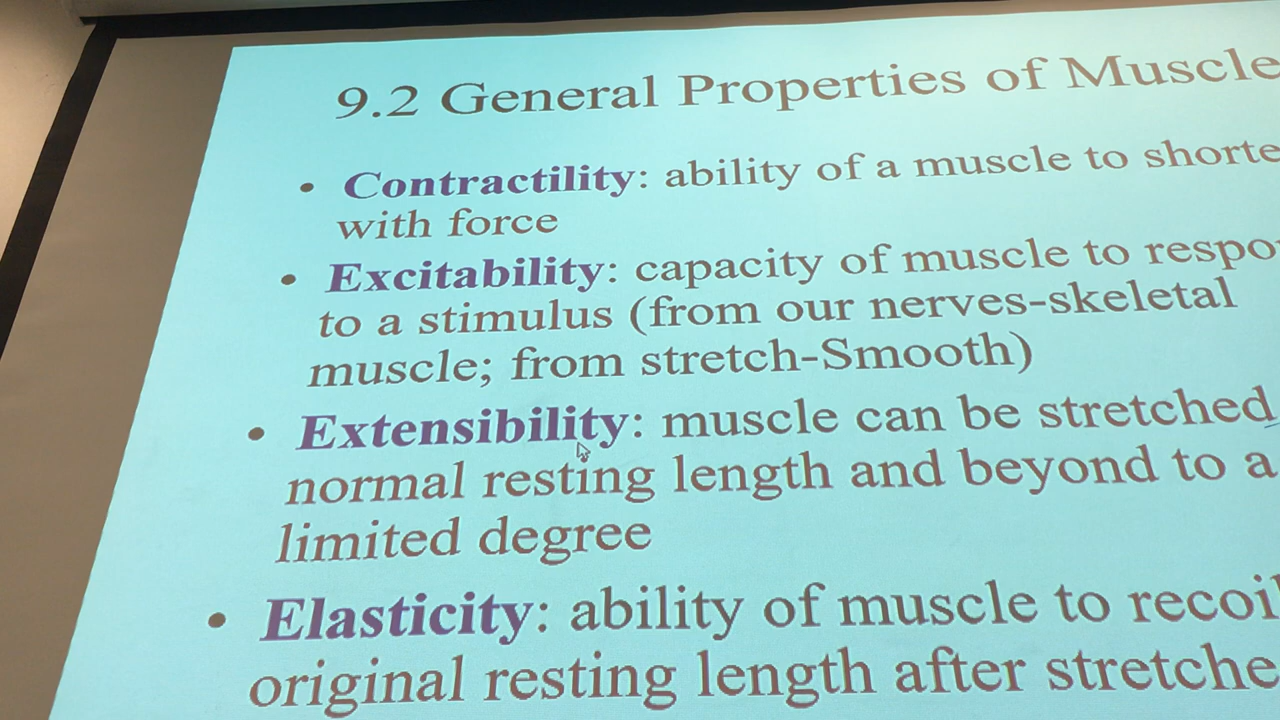 9.2 General Properties of Muscle
• Contractility: ability of a muscle to shorte
with force
• Excitability: capacity of muscle to respo
to a stimulus (from our nerves-skeletal
muscle; from stretch-Smooth)
• Extensibility: muscle can be stretched
normal resting length and beyond to a
limited degree
• Elasticity: ability of muscle to recoil
original resting length after stretche